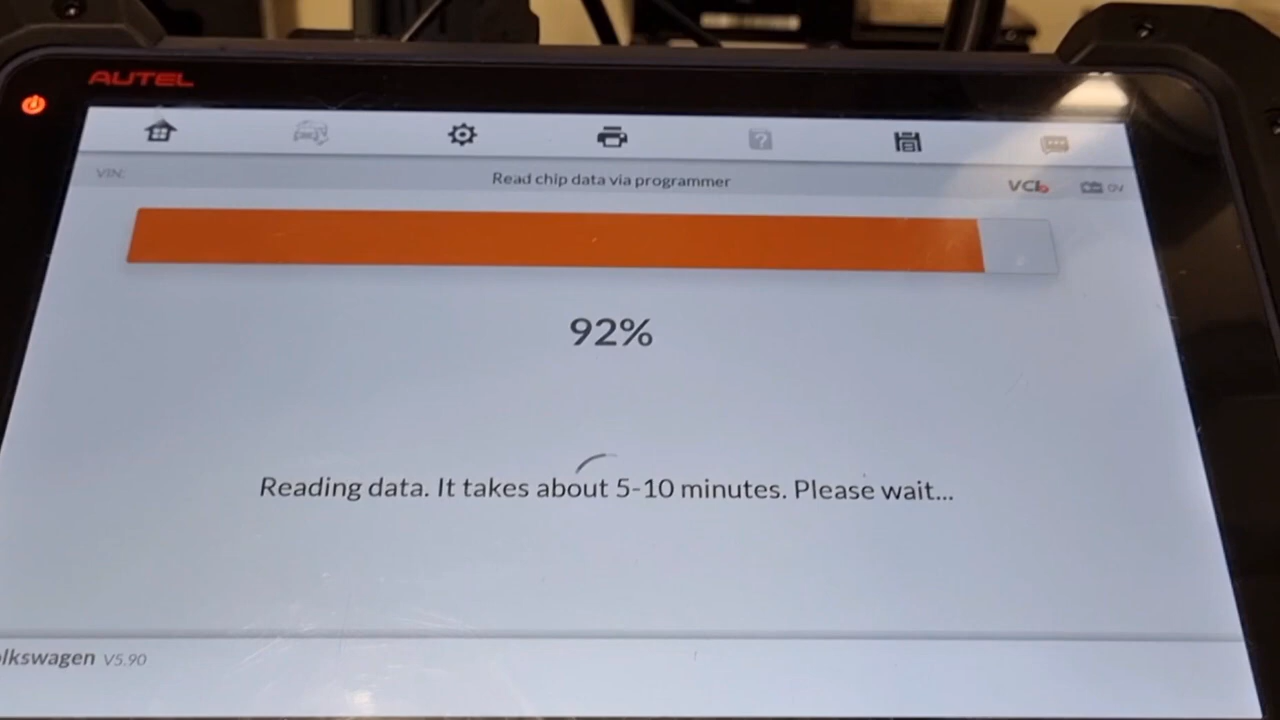 AUTEL
VIN:
Read chip data via programmer
VCI
0V
92%
Reading data. It takes about 5-10 minutes. Please wait...
lkswagen V5.90